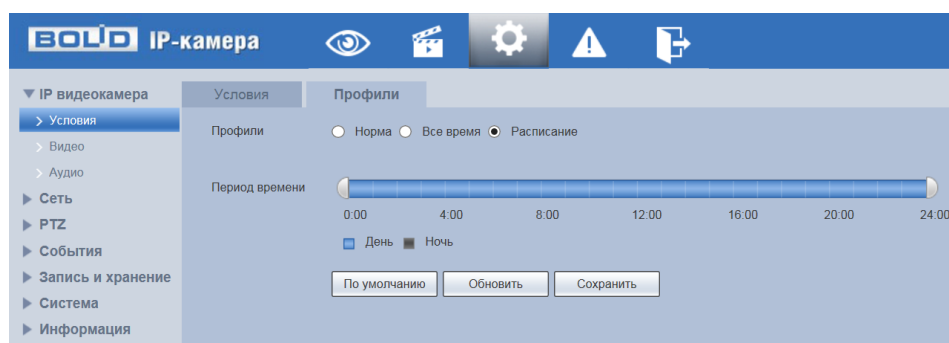 BOLID IP-камера
IP видеокамера
Условия
Видео
Аудио
Сеть
PTZ
События
Запись и хранение
Система
Информация
Условия Профили
Профили Норма Все время Расписание
Период времени
0:00 4:00 8:00 12:00 16:00 20:00 24:00
День Ночь
По умолчанию Обновить Сохранить